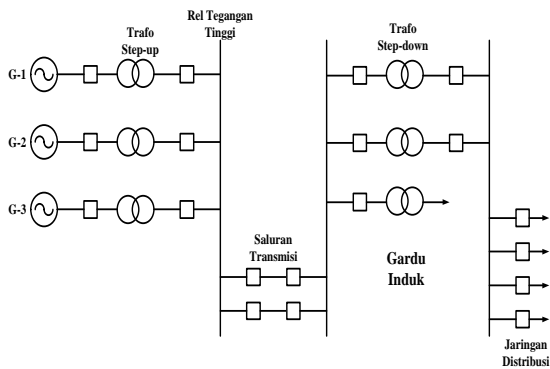 Rel Tegangan
Tinggi
Trafo
Step-up
Trafo
Step-down
G-1
G-2
G-3
Saluran
Transmisi
Gardu
Induk
Jaringan
Distribusi